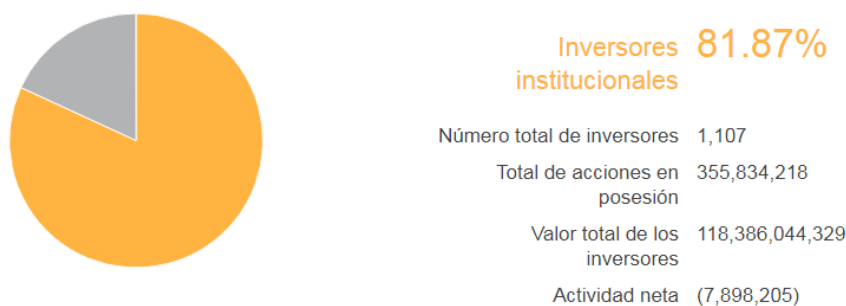 Inversores 81.87%
institucionales
Número total de inversores 1,107
Total de acciones en 355,834,218
posesión
Valor total de los 118,386,044,329
inversores
Actividad neta (7,898,205)